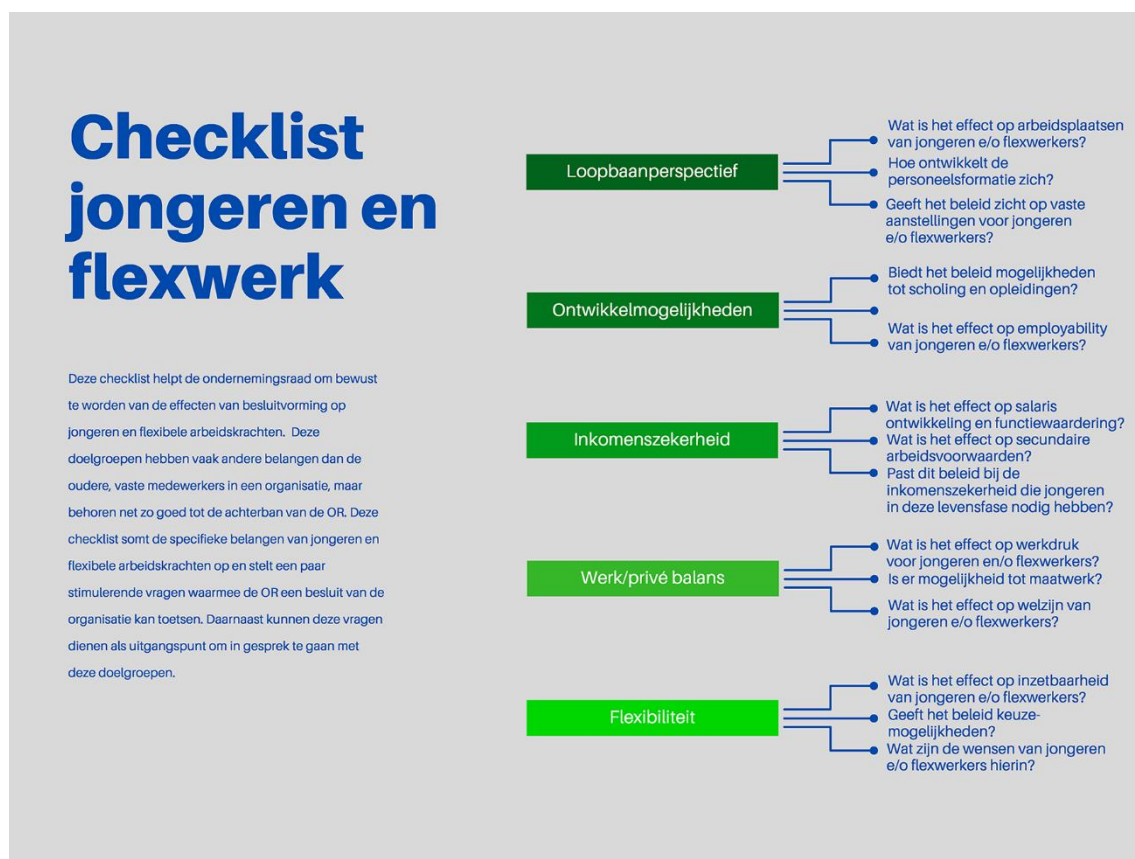 Checklist
jongeren en
flexwerk
Deze checklist helpt de ondernemingsraad om bewust
te worden van de effecten van besluitvorming op
jongeren en flexibele arbeidskrachten. Deze
doelgroepen hebben vaak andere belangen dan de
oudere, vaste medewerkers in een organisatie, maar
behoren net zo goed tot de achterban van de OR. Deze
checklist somt de specifieke belangen van jongeren en
flexibele arbeidskrachten op en stelt een paar
stimulerende vragen waarmee de OR een besluit van de
organisatie kan toetsen. Daarnaast kunnen deze vragen
dienen als uitgangspunt om in gesprek te gaan met
deze doelgroepen.
Loopbaanperspectief
Wat is het effect op arbeidsplaatsen
van jongeren e/o flexwerkers?
Hoe ontwikkelt de
personeelsformatie zich?
Geeft het beleid zicht op vaste
aanstellingen voor jongeren
e/o flexwerkers?
Ontwikkelmogelijkheden
Biedt het beleid mogelijkheden
tot scholing en opleidingen?
Wat is het effect op employability
van jongeren e/o flexwerkers?
Inkomenszekerheid
Wat is het effect op salaris
ontwikkeling en functiewaardering?
Wat is het effect op secundaire
arbeidsvoorwaarden?
Past dit beleid bij de
inkomenszekerheid die jongeren
in deze levensfase nodig hebben?
Werk/privé balans
Wat is het effect op werkdruk
voor jongeren en/o flexwerkers?
Is er mogelijkheid tot maatwerk?
Wat is het effect op welzijn van
jongeren e/o flexwerkers?
Flexibiliteit
Wat is het effect op inzetbaarheid
van jongeren e/o flexwerkers?
Geeft het beleid keuze-
mogelijkheden?
Wat zijn de wensen van jongeren
e/o flexwerkers hierin?